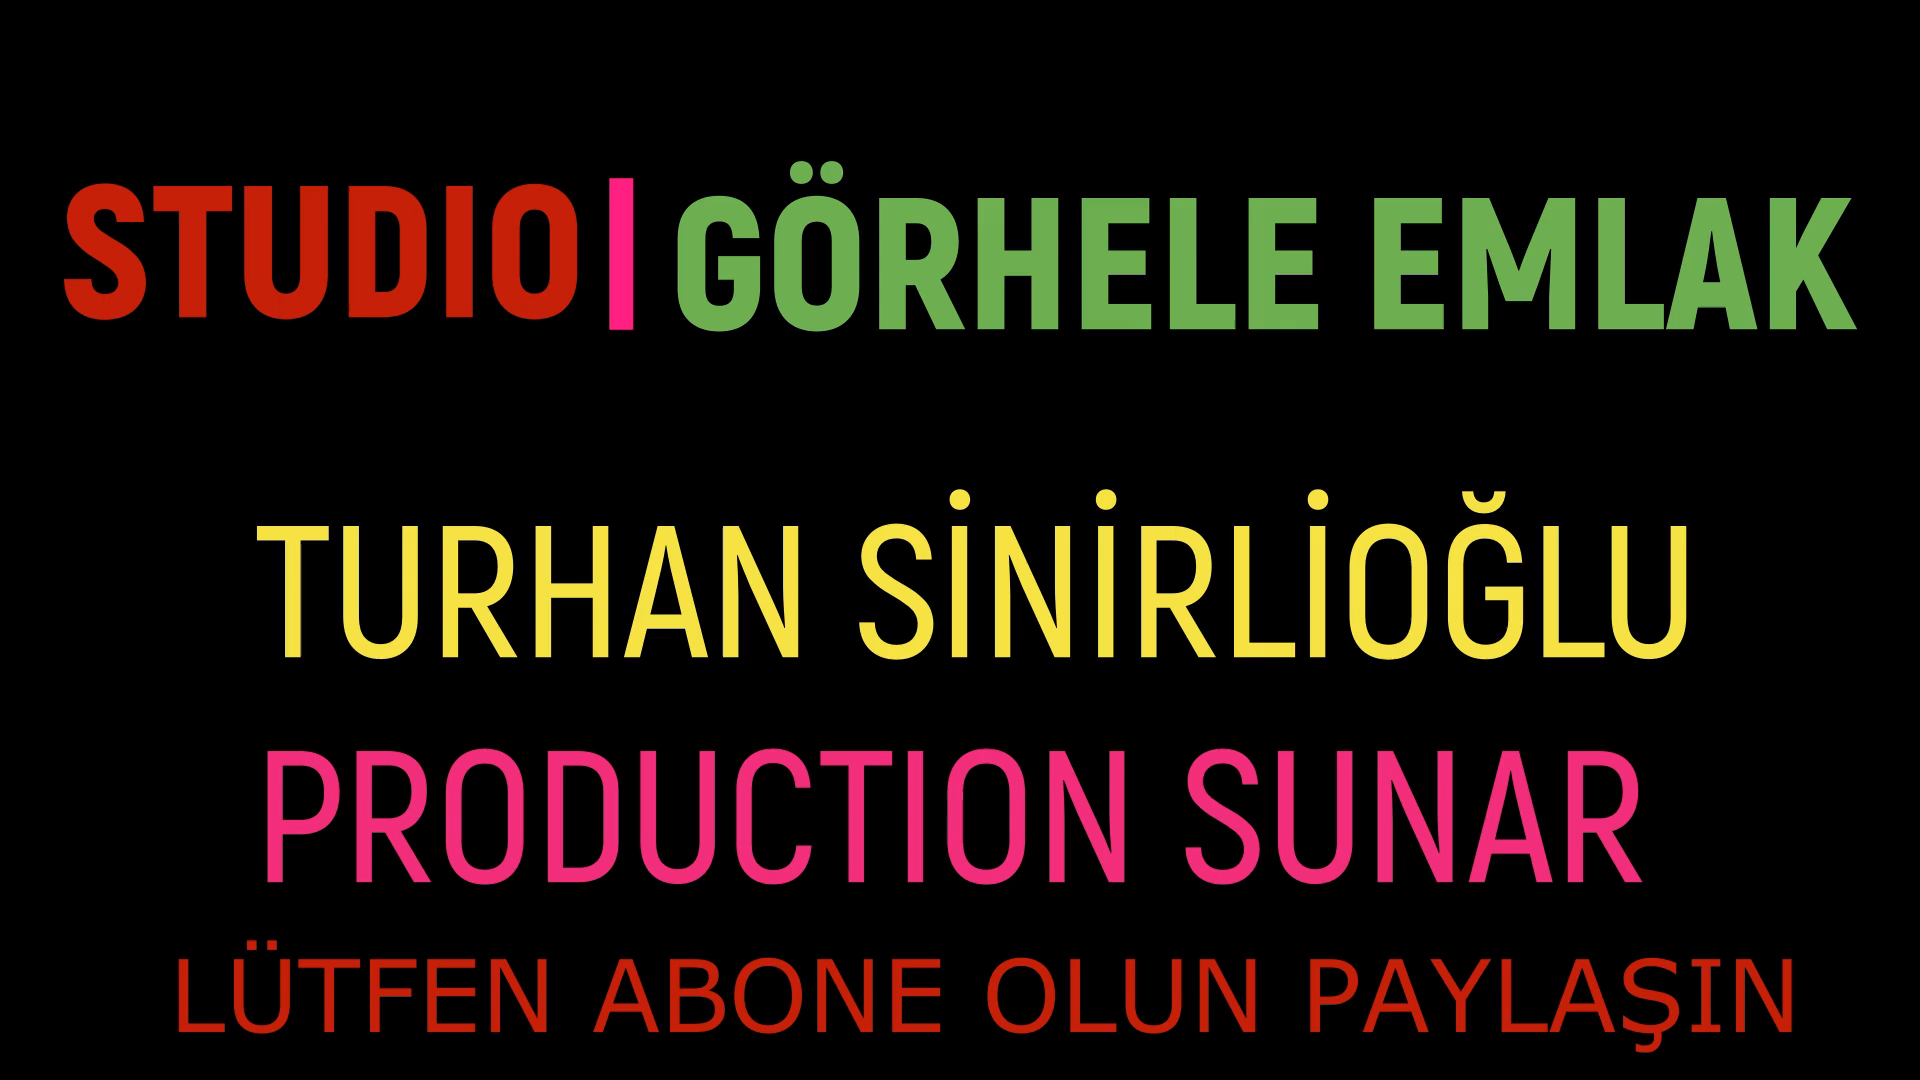 STUDIO | GÖRHELE EMLAK
TURHAN SİNİRLİOĞLU
PRODUCTION SUNAR
LÜTFEN ABONE OLUN PAYLAŞIN